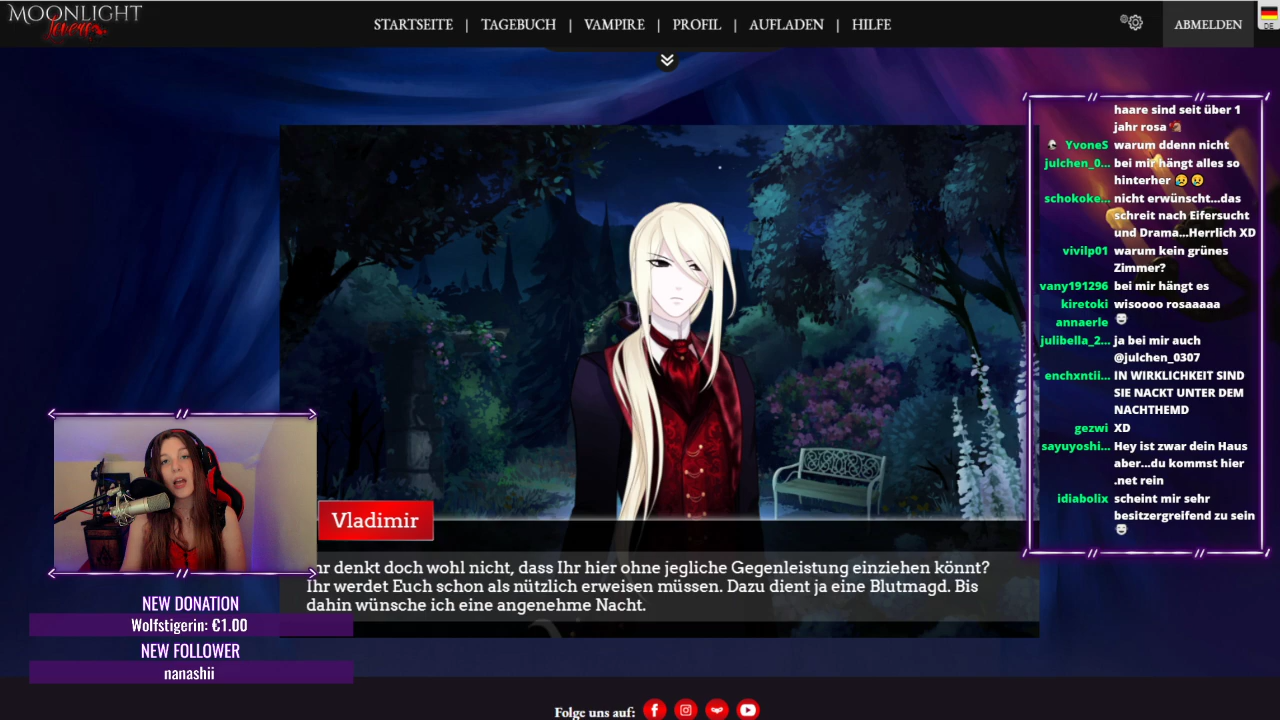 MOONLIGHT
lovers
STARTSEITE | TAGEBUCH | VAMPIRE | PROFIL | AUFLADEN | HILFE
ABMELDEN
DE
haare sind seit über 1
jahr rosa
YvoneS warum ddenn nicht
julchen_0... bei mir hängt alles so
hinterher
schokoke... nicht erwünscht...das
schreit nach Eifersucht
und Drama...Herrlich XD
vivilp01 warum kein grünes
Zimmer?
vany191296 bei mir hängt es
kiretoki wisoooo rosaaaaa
annaerle
julibella_2... ja bei mir auch
@julchen_0307
enchxntii... IN WIRKLICHKEIT SIND
SIE NACKT UNTER DEM
NACHTHEMD
gezwi XD
sayuyoshi... Hey ist zwar dein Haus
aber...du kommst hier
.net rein
idiabolix scheint mir sehr
besitzergreifend zu sein
Vladimir
hr denkt doch wohl nicht, dass Ihr hier ohne jegliche Gegenleistung einziehen könnt?
Ihr werdet Euch schon als nützlich erweisen müssen. Dazu dient ja eine Blutmagd. Bis
dahin wünsche ich eine angenehme Nacht.
NEW DONATION
Wolfstigerin: €1.00
NEW FOLLOWER
nanashii
Folge uns auf: